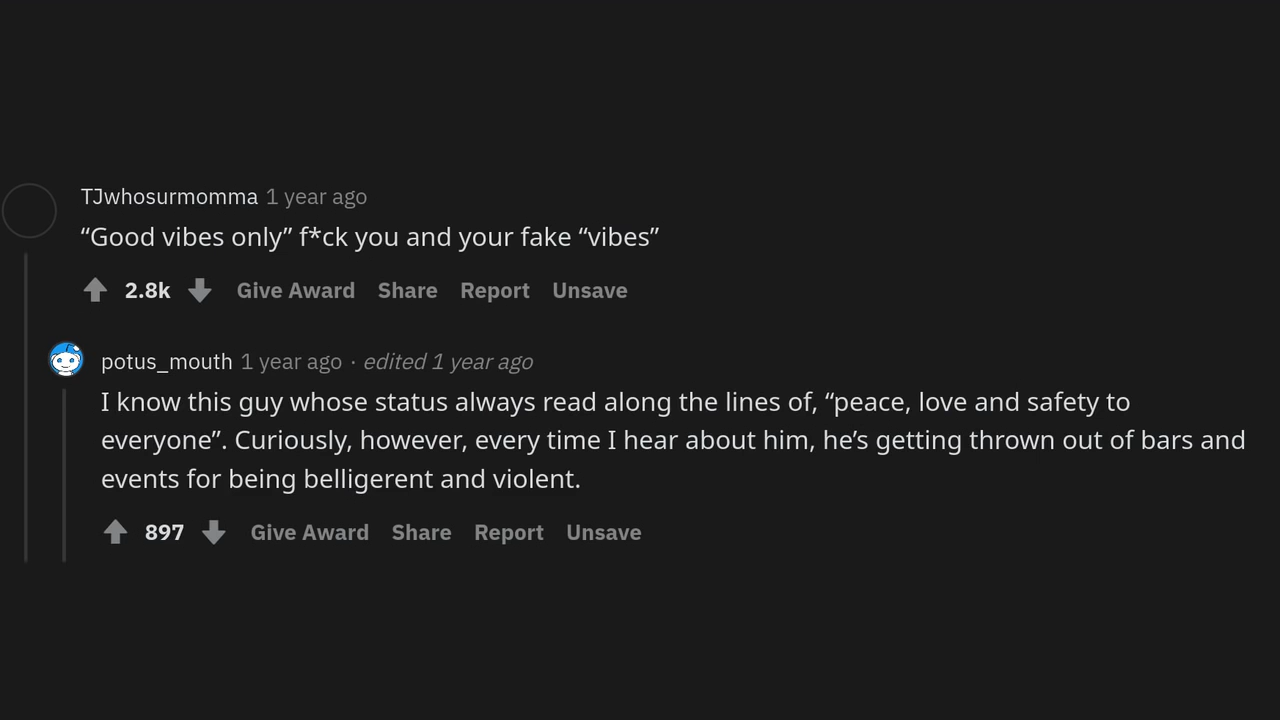 TJwhosurmomma 1 year ago
“Good vibes only” f*ck you and your fake “vibes”
2.8k Give Award Share Report Unsave
potus_mouth 1 year ago · edited 1 year ago
I know this guy whose status always read along the lines of, “peace, love and safety to
everyone”. Curiously, however, every time I hear about him, he’s getting thrown out of bars and
events for being belligerent and violent.
897 Give Award Share Report Unsave